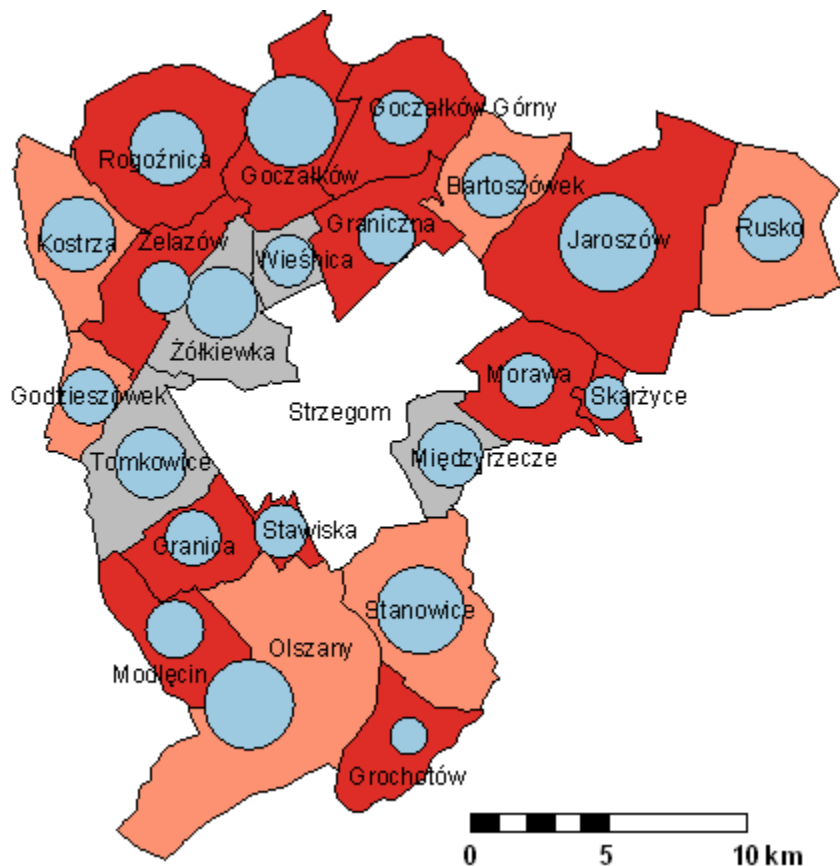 Goczałków Górny
Rogoźnica
Goczałków
Bartoszówek
Graniczna
Rusko
Kostrza
Żelazów
Jaroszów
Wieśnica
Żółkiewka
Morawa
Skarżyce
Godzieszówek
Strzegom
Tomkowice
Międzyrzecze
Stawiska
Granica
Stanowice
Olszany
Modlęcin
Grochotów
0 5 10 km